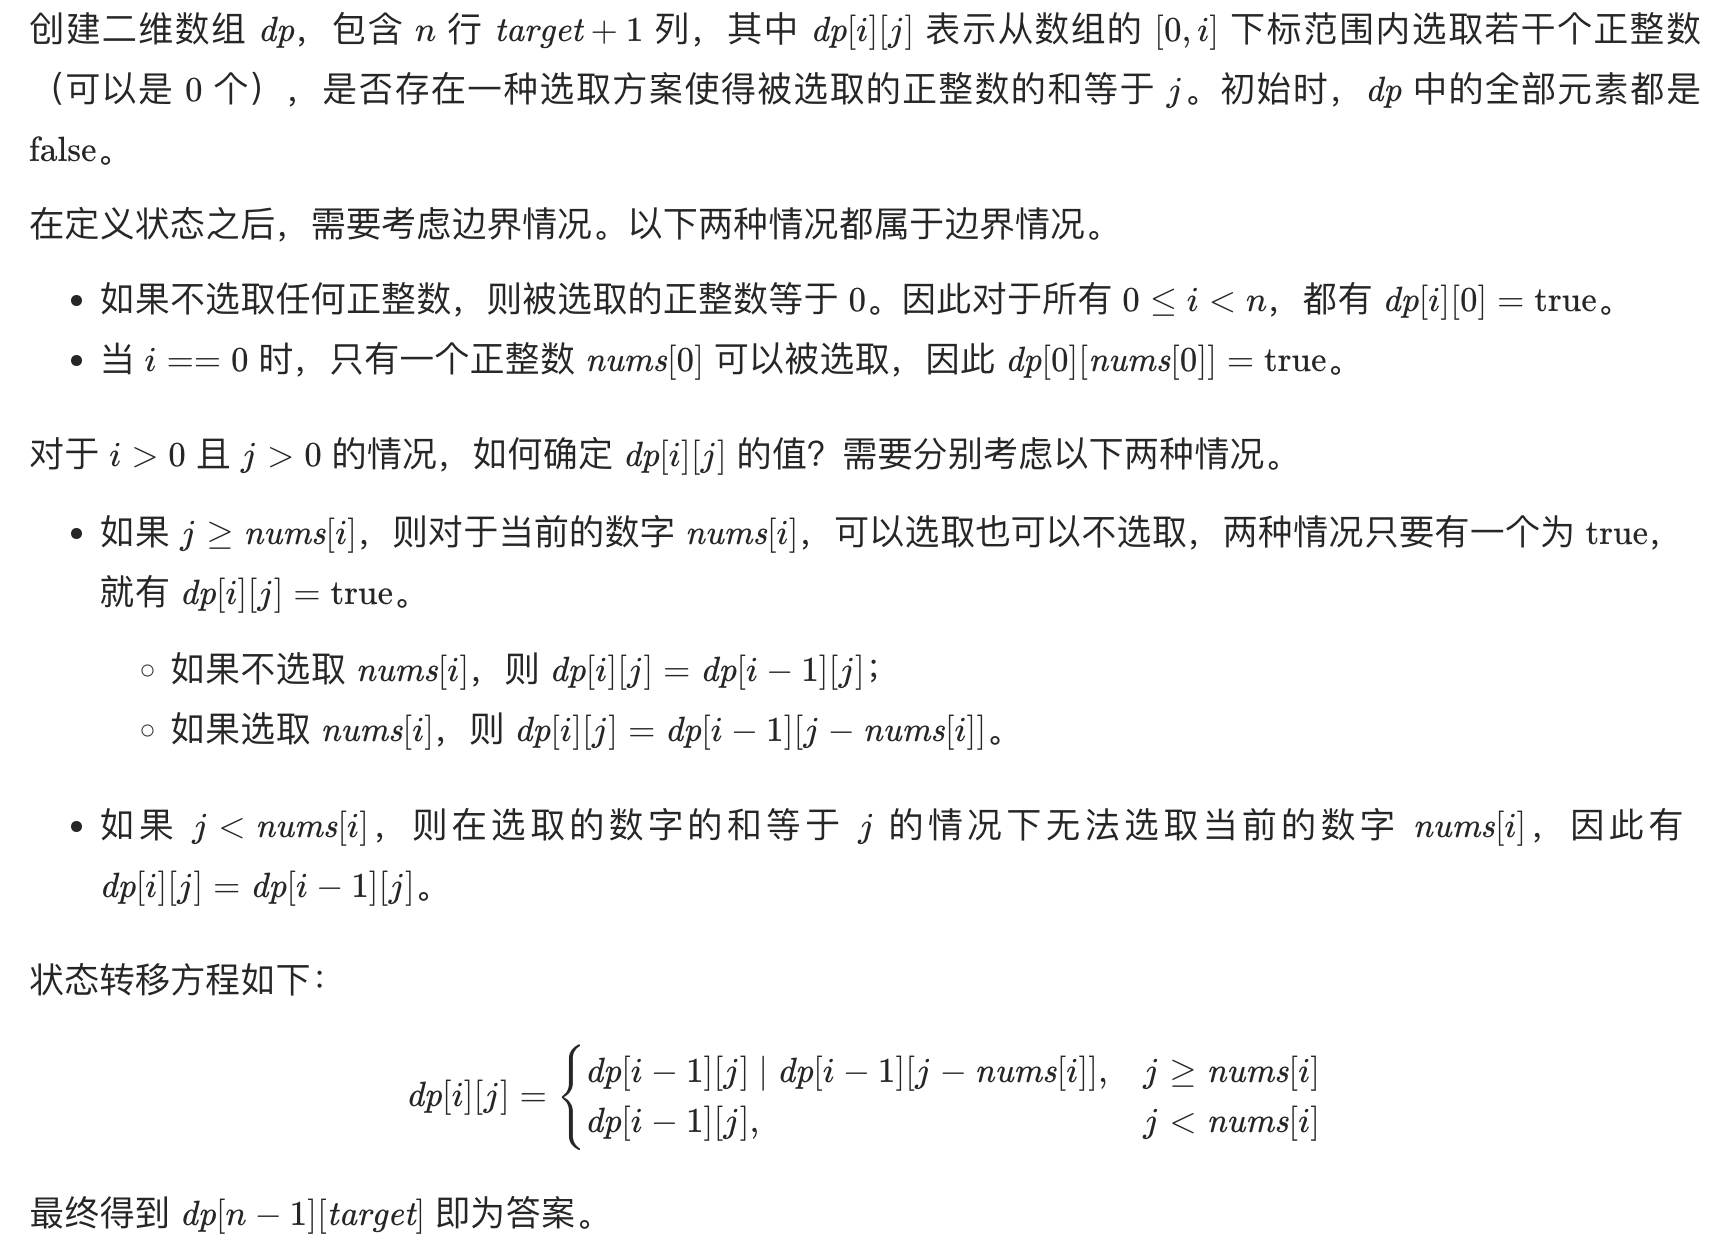 创建二维数组 dp，包含 n 行 target + 1 列，其中 dp[i][j] 表示从数组的 [0, i] 下标范围内选取若干个正整数
（可以是 0 个），是否存在一种选取方案使得被选取的正整数的和等于 j。初始时，dp 中的全部元素都是
false。
在定义状态之后，需要考虑边界情况。以下两种情况都属于边界情况。
• 如果不选取任何正整数，则被选取的正整数等于 0。因此对于所有 0 ≤ i < n，都有 dp[i][0] = true。
• 当 i == 0 时，只有一个正整数 nums[0] 可以被选取，因此 dp[0][nums[0]] = true。
对于 i > 0 且 j > 0 的情况，如何确定 dp[i][j] 的值？需要分别考虑以下两种情况。
• 如果 j ≥ nums[i]，则对于当前的数字 nums[i]，可以选取也可以不选取，两种情况只要有一个为 true，
就有 dp[i][j] = true。
◦ 如果不选取 nums[i]，则 dp[i][j] = dp[i − 1][j]；
◦ 如果选取 nums[i]，则 dp[i][j] = dp[i − 1][j − nums[i]]。
• 如果 j < nums[i]，则在选取的数字的和等于 j 的情况下无法选取当前的数字 nums[i]，因此有
dp[i][j] = dp[i − 1][j]。
状态转移方程如下：
dp[i][j] = { dp[i − 1][j] | dp[i − 1][j − nums[i]], j ≥ nums[i]
dp[i − 1][j], j < nums[i]
最终得到 dp[n − 1][target] 即为答案。